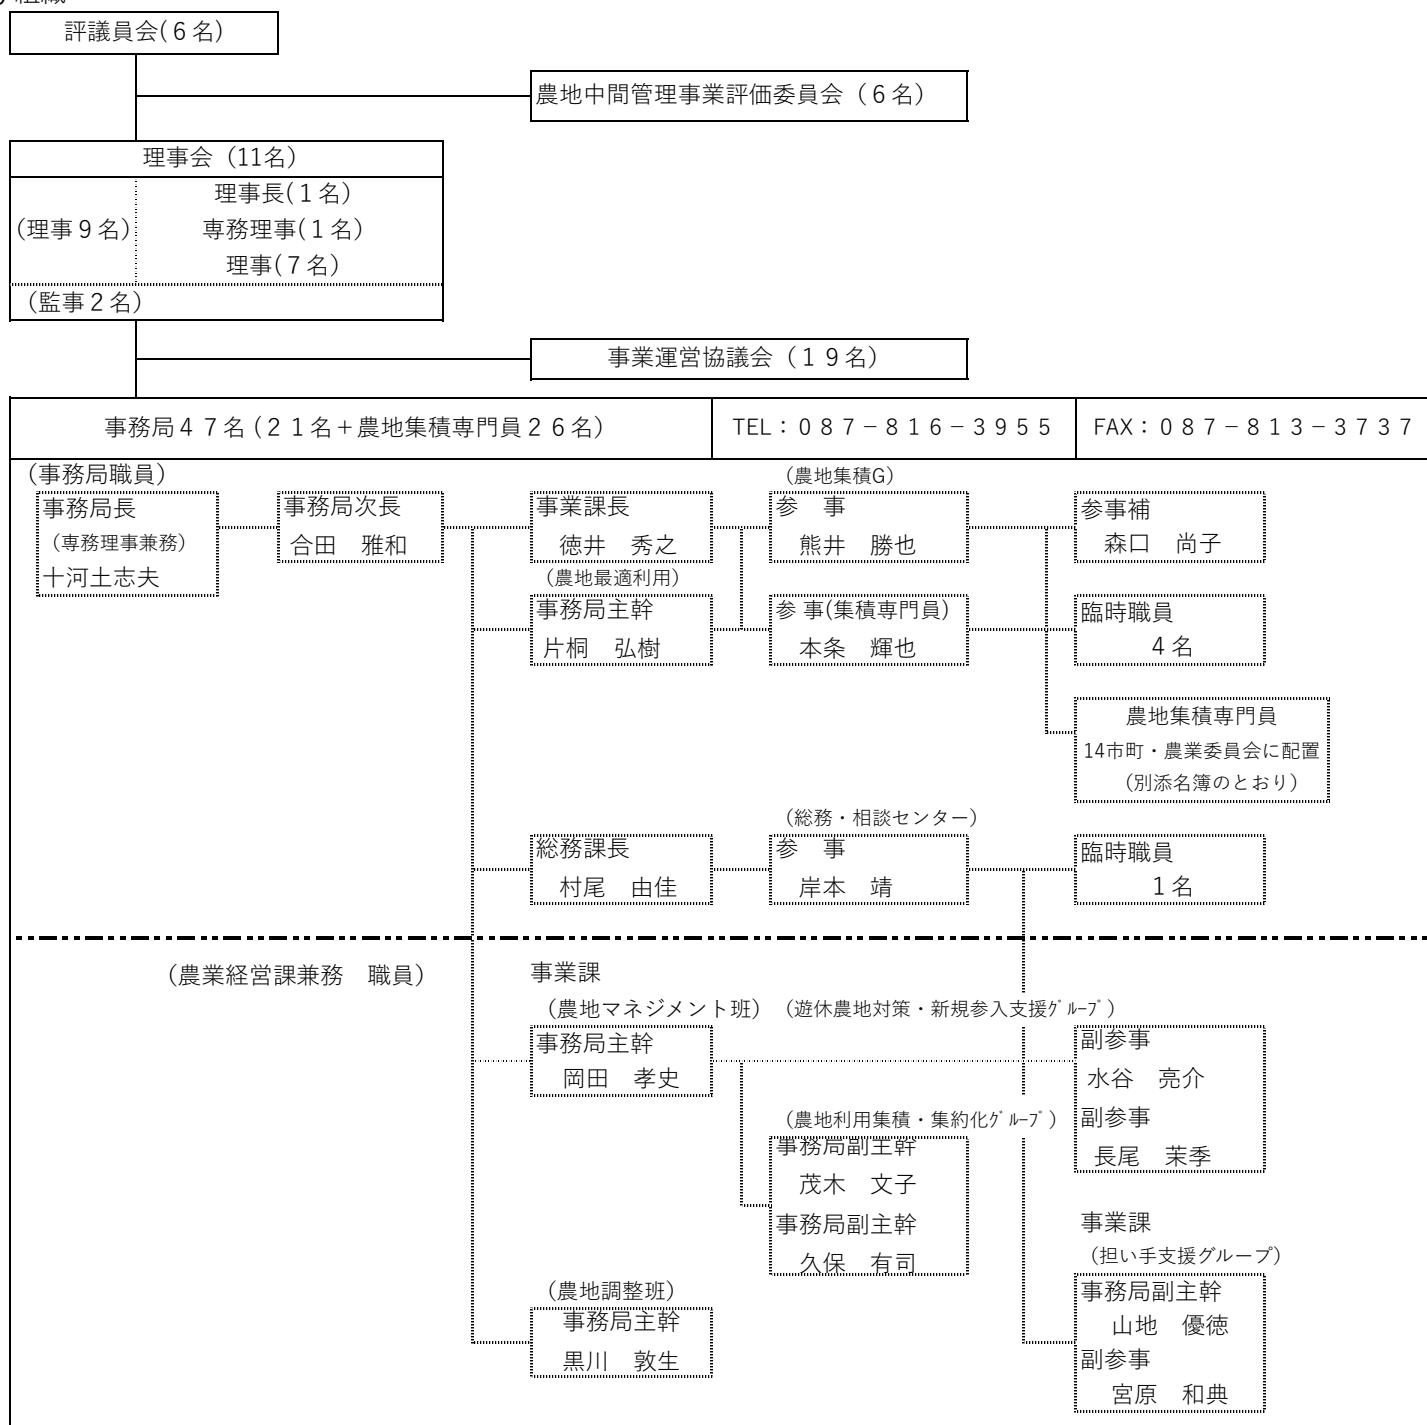 評議員会(６名)
農地中間管理事業評価委員会（６名）
理事会（11名）
理事長(１名)
(理事９名)
専務理事(１名)
理事(７名)
(監事２名)
事業運営協議会（１９名）
事務局４７名 (２１名＋農地集積専門員２６名)
TEL：０８７－８１６－３９５５
FAX：０８７－８１３－３７３７
(事務局職員)
事務局長
(専務理事兼務)
十河土志夫
事務局次長
合田　雅和
事業課長
徳井　秀之
(農地集積G)
参　事
熊井　勝也
参事補
森口　尚子
(農地最適利用)
事務局主幹
片桐　弘樹
参 事(集積専門員)
本条　輝也
臨時職員
４名
農地集積専門員
14市町・農業委員会に配置
(別添名簿のとおり)
総務課長
村尾　由佳
(総務・相談センター)
参　事
岸本　靖
臨時職員
１名
(農業経営課兼務　職員)
事業課
(農地マネジメント班)
事務局主幹
岡田　孝史
(遊休農地対策・新規参入支援ｸﾞﾙｰﾌﾟ)
副参事
水谷　亮介
副参事
長尾　茉季
(農地利用集積・集約化ｸﾞﾙｰﾌﾟ)
事務局副主幹
茂木　文子
事務局副主幹
久保　有司
事業課
(担い手支援グループ)
事務局副主幹
山地　優徳
副参事
宮原　和典
(農地調整班)
事務局主幹
黒川　敦生